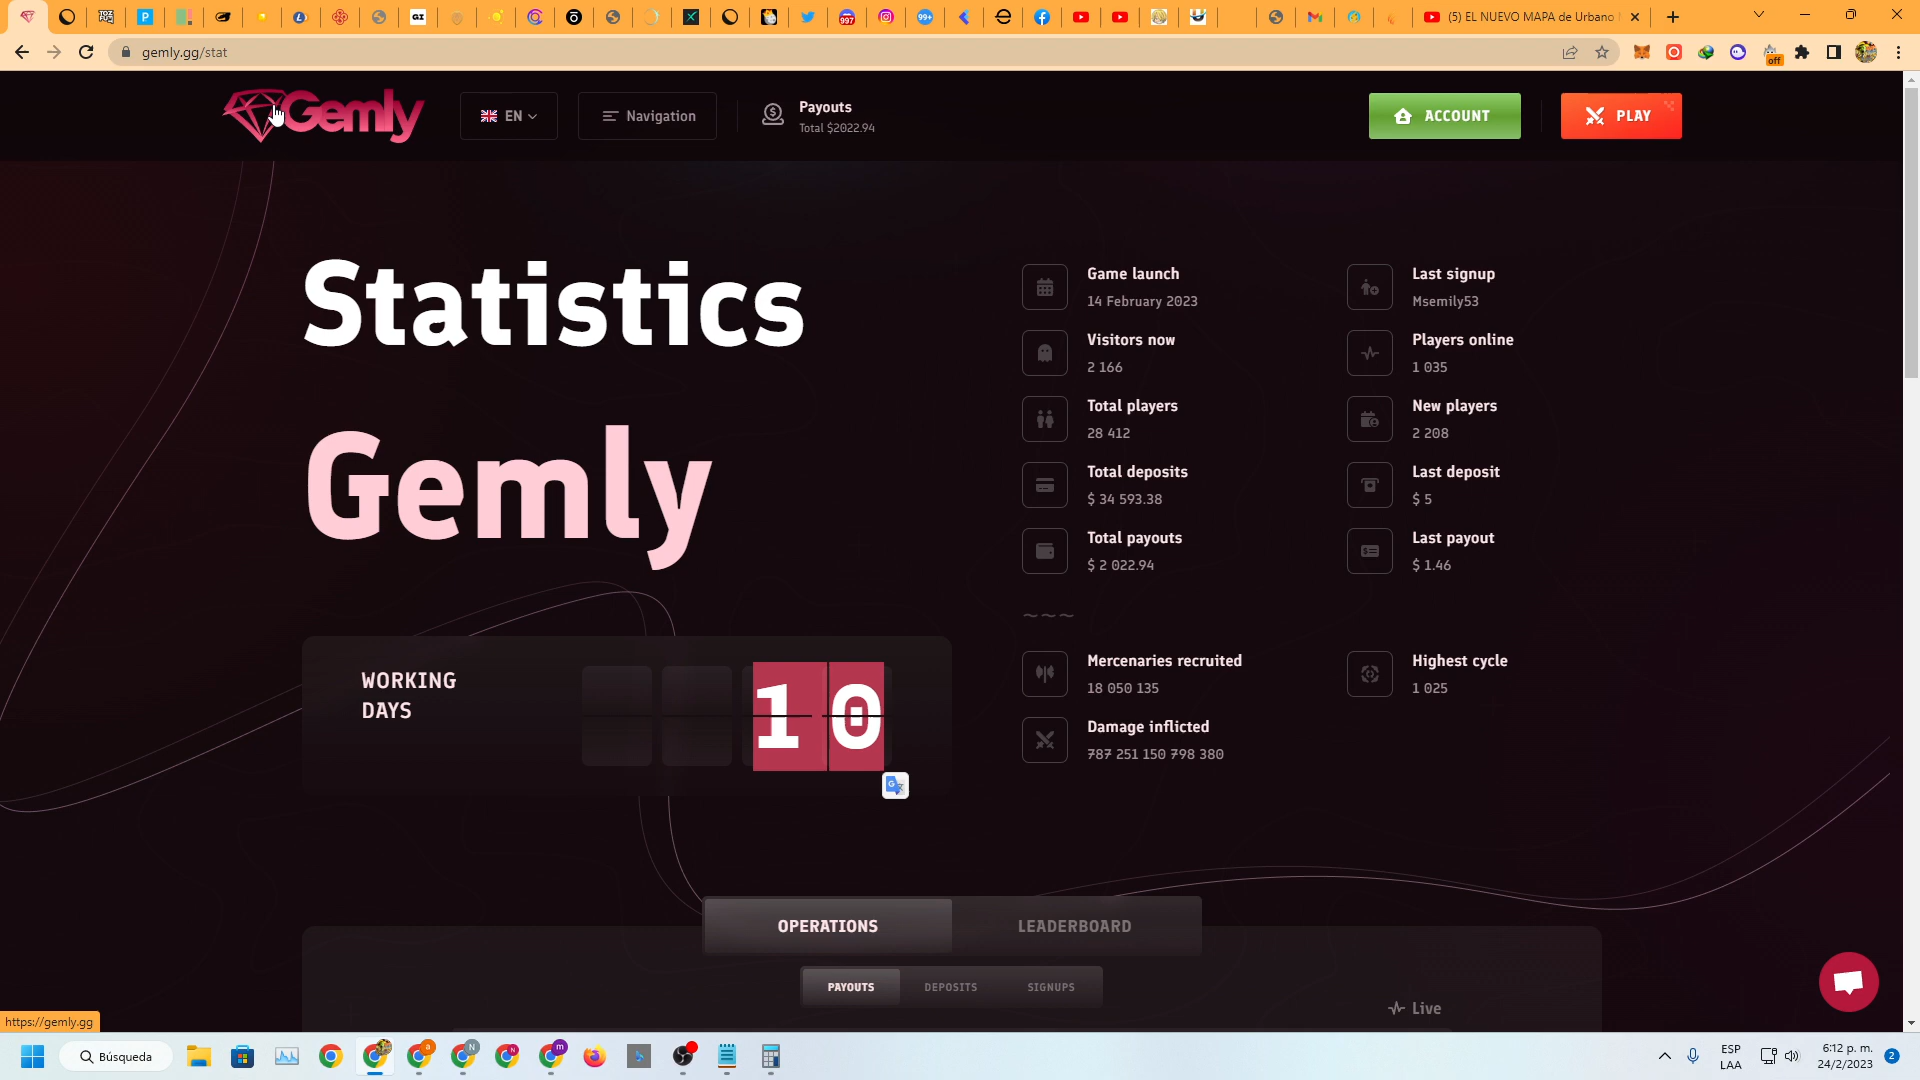 (5) EL NUEVO MAPA de Urbano
gemly.gg/stat
off
997
99+
GI
Gemly
EN
Navigation
Payouts
Total $2022.94
ACCOUNT
PLAY
Statistics
Gemly
WORKING
DAYS
10
Game launch
14 February 2023
Last signup
Msemily53
Visitors now
2 166
Players online
1 035
Total players
28 412
New players
2 208
Total deposits
$ 34 593.38
Last deposit
$ 5
Total payouts
$ 2 022.94
Last payout
$ 1.46
~~~
Mercenaries recruited
18 050 135
Highest cycle
1 025
Damage inflicted
787 251 150 798 380
OPERATIONS
LEADERBOARD
PAYOUTS
DEPOSITS
SIGNUPS
Live
https://gemly.gg
Búsqueda
ESP
LAA
6:12 p. m.
24/2/2023
2